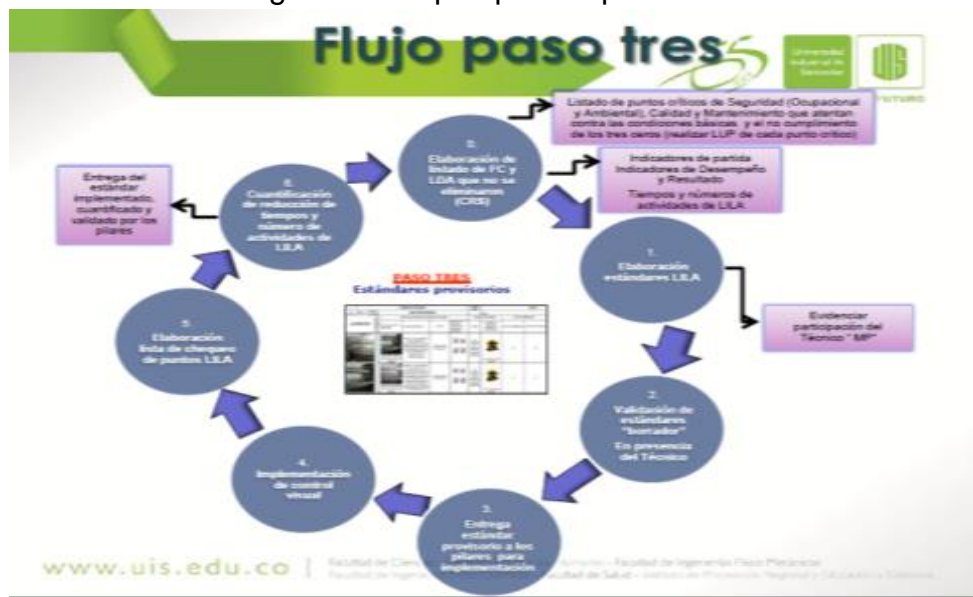 Flujo paso tres
Universidad
Industrial de
Santander
UIS
FUTURO
Listado de puntos críticos de Seguridad (Ocupacional
y Ambiental), Calidad y Mantenimiento que atentan
contra las condiciones básicas y el no cumplimiento
de los tres ceros (realizar LUP de cada punto crítico)
0.
Elaboración de
listado de FC y
LDA que no se
eliminaron
(CRS)
Indicadores de partida
Indicadores de Desempeño
y Resultado
Tiempos y números de
actividades de LILA
1.
Elaboración
estándares LILA
Evidenciar
participación del
Técnico " MP"
2.
Validación de
estándares
"borrador"
En presencia
del Técnico
3.
Entrega
estándar
provisorio a los
pilares para
implementación
4.
Implementación
de control
visual
5.
Elaboración
lista de chequeo
de puntos LILA
6.
Cuantificación
de reducción de
tiempos y
número de
actividades de
LILA
Entrega del
estándar
implementado,
cuantificado y
validado por los
pilares
PASO TRES
Estándares provisorios
www.uis.edu.co